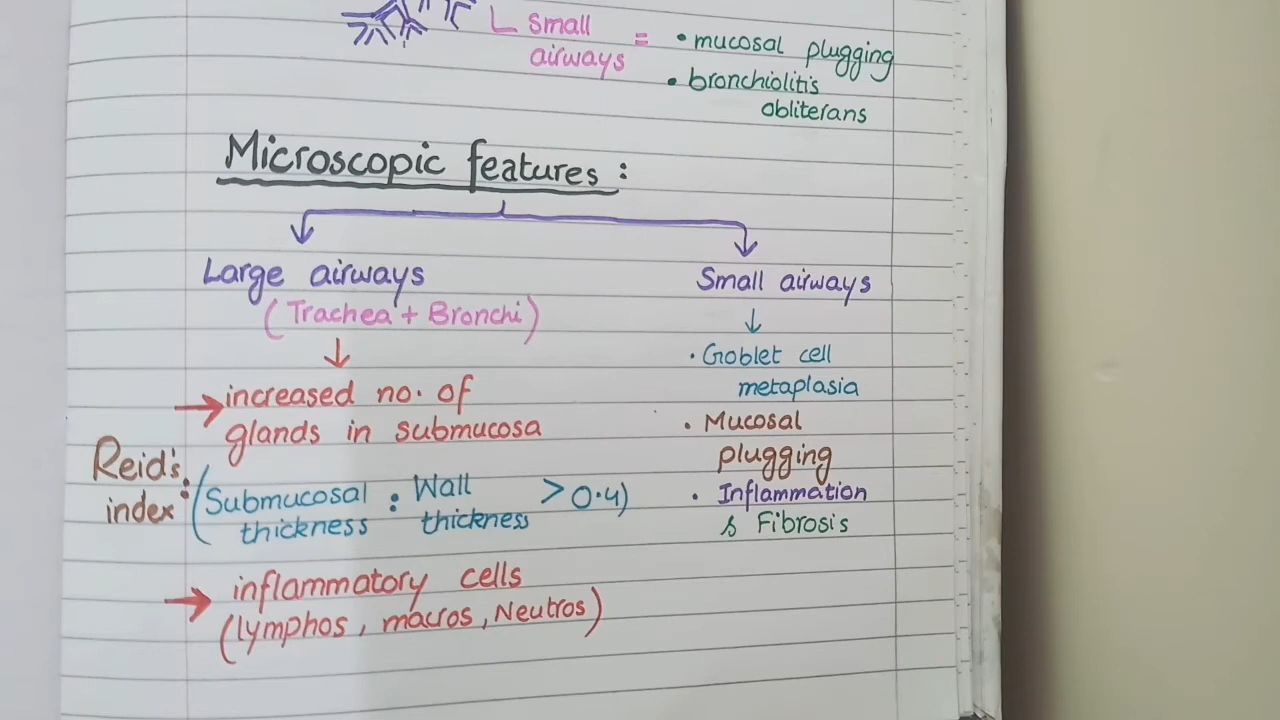 Small
airways = • mucosal plugging
• bronchiolitis
obliterans
Microscopic features :
Large airways
(Trachea + Bronchi)
→ increased no. of
glands in submucosa
Reid's
index : (Submucosal thickness : Wall thickness > 0.4)
→ inflammatory cells
(lymphos, macros, Neutros)
Small airways
↓
• Goblet cell
metaplasia
• Mucosal
plugging
• Inflammation
& Fibrosis